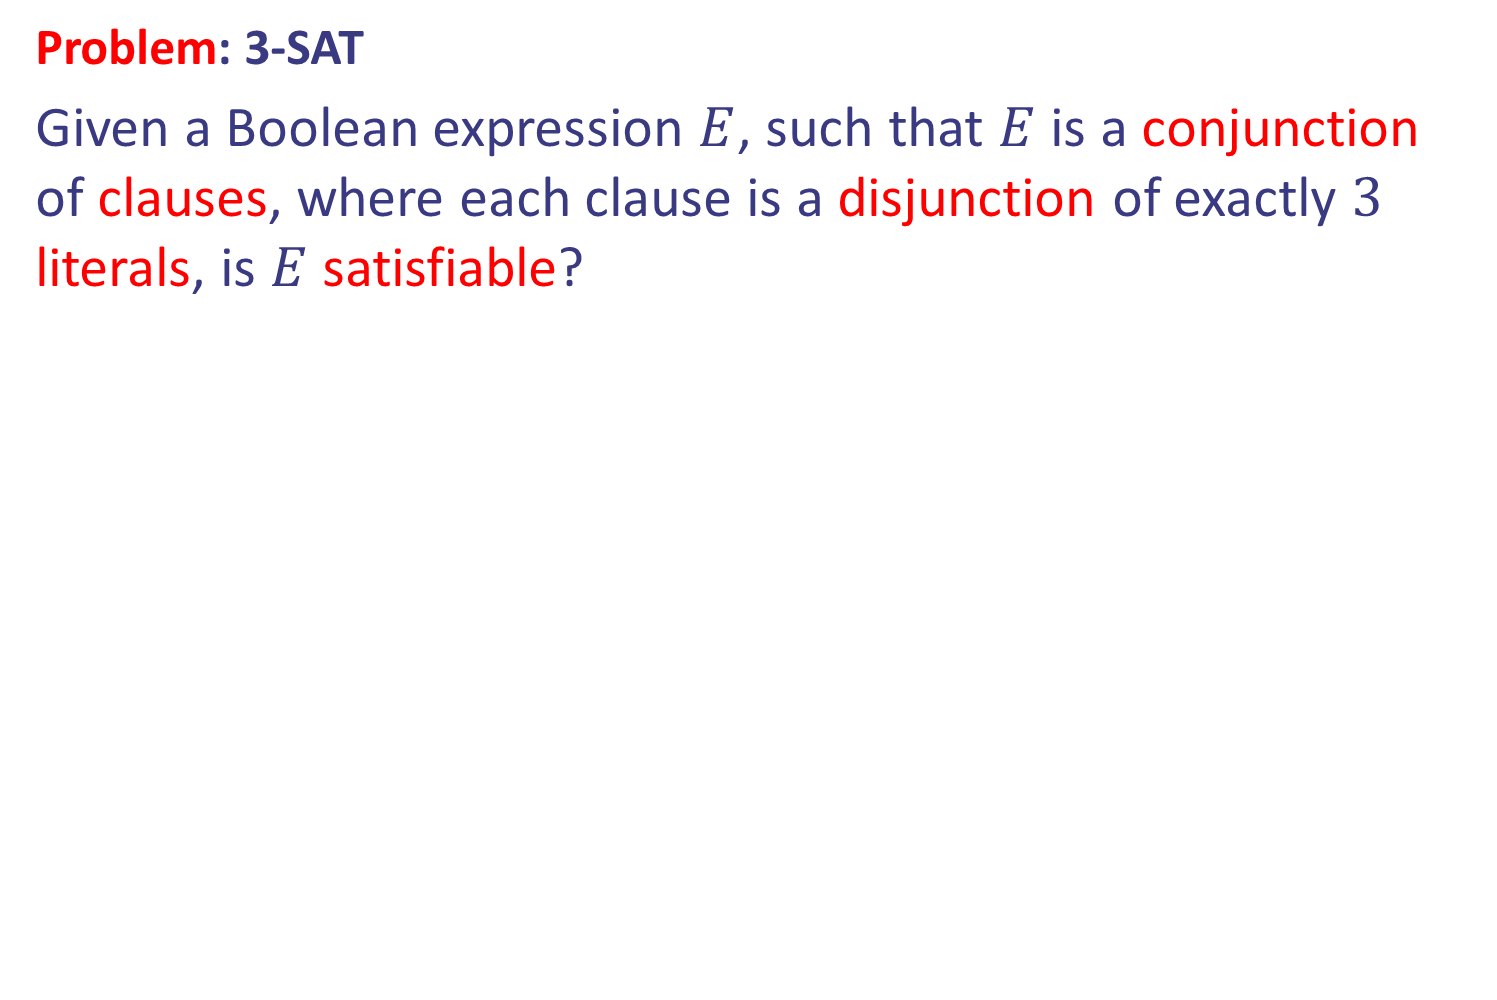 Problem: 3-SAT
Given a Boolean expression E, such that E is a conjunction
of clauses, where each clause is a disjunction of exactly 3
literals, is E satisfiable?